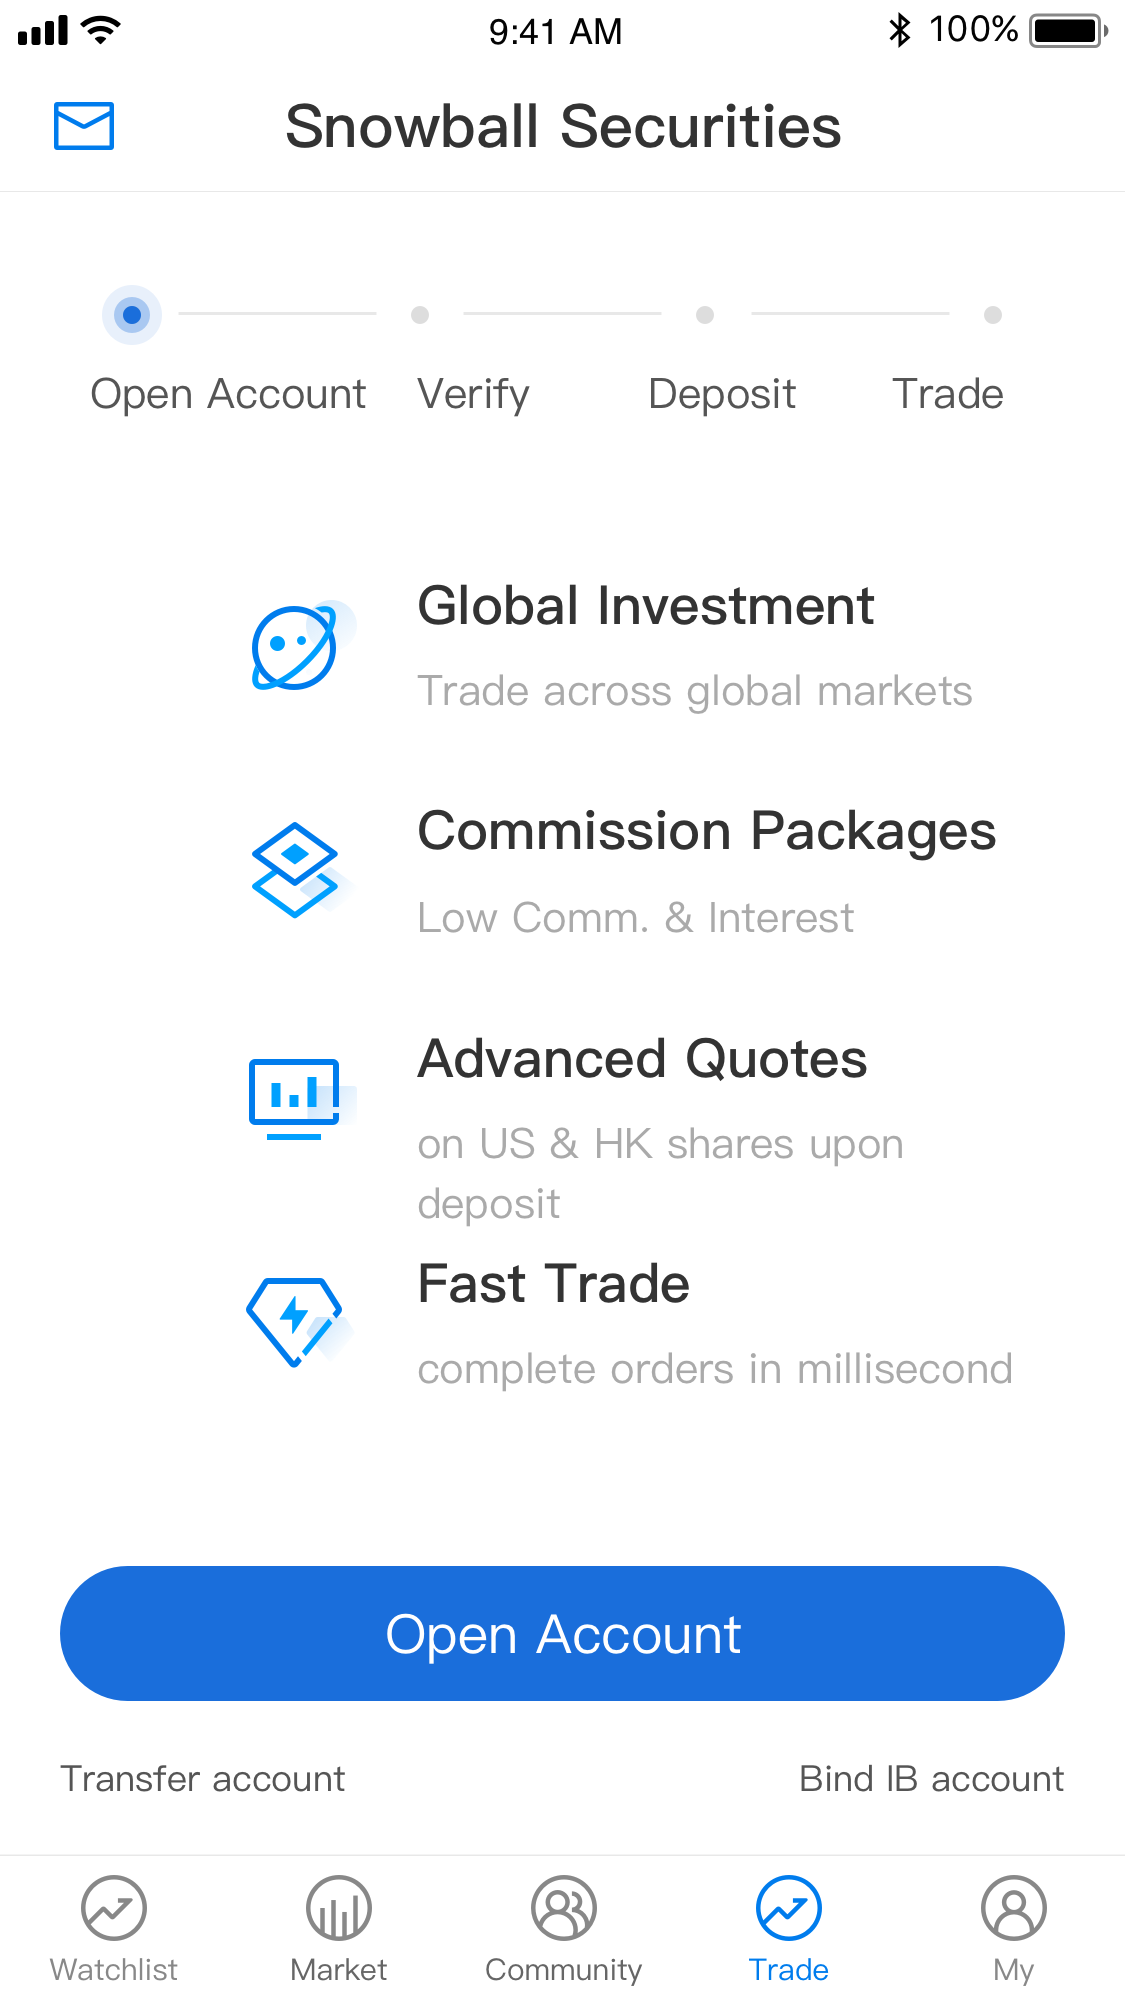 9:41 AM
100%
Snowball Securities
Open Account
Verify
Deposit
Trade
Global Investment
Trade across global markets
Commission Packages
Low Comm. & Interest
Advanced Quotes
on US & HK shares upon
deposit
Fast Trade
complete orders in millisecond
Open Account
Transfer account
Bind IB account
Watchlist
Market
Community
Trade
My